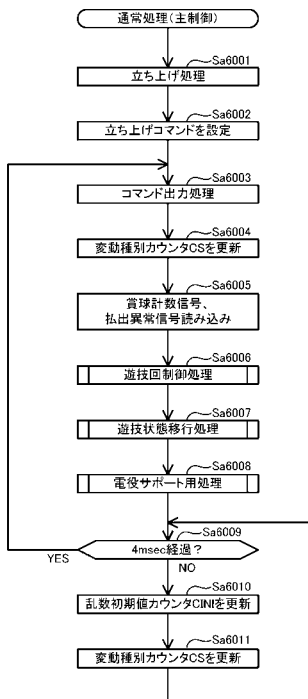 通常処理(主制御)
Sa6001
立ち上げ処理
Sa6002
立ち上げコマンドを設定
Sa6003
コマンド出力処理
Sa6004
変動種別カウンタCSを更新
Sa6005
賞球計数信号、
払出異常信号読み込み
Sa6006
遊技回制御処理
Sa6007
遊技状態移行処理
Sa6008
電役サポート用処理
Sa6009
4msec経過?
YES
NO
Sa6010
乱数初期値カウンタCINIを更新
Sa6011
変動種別カウンタCSを更新